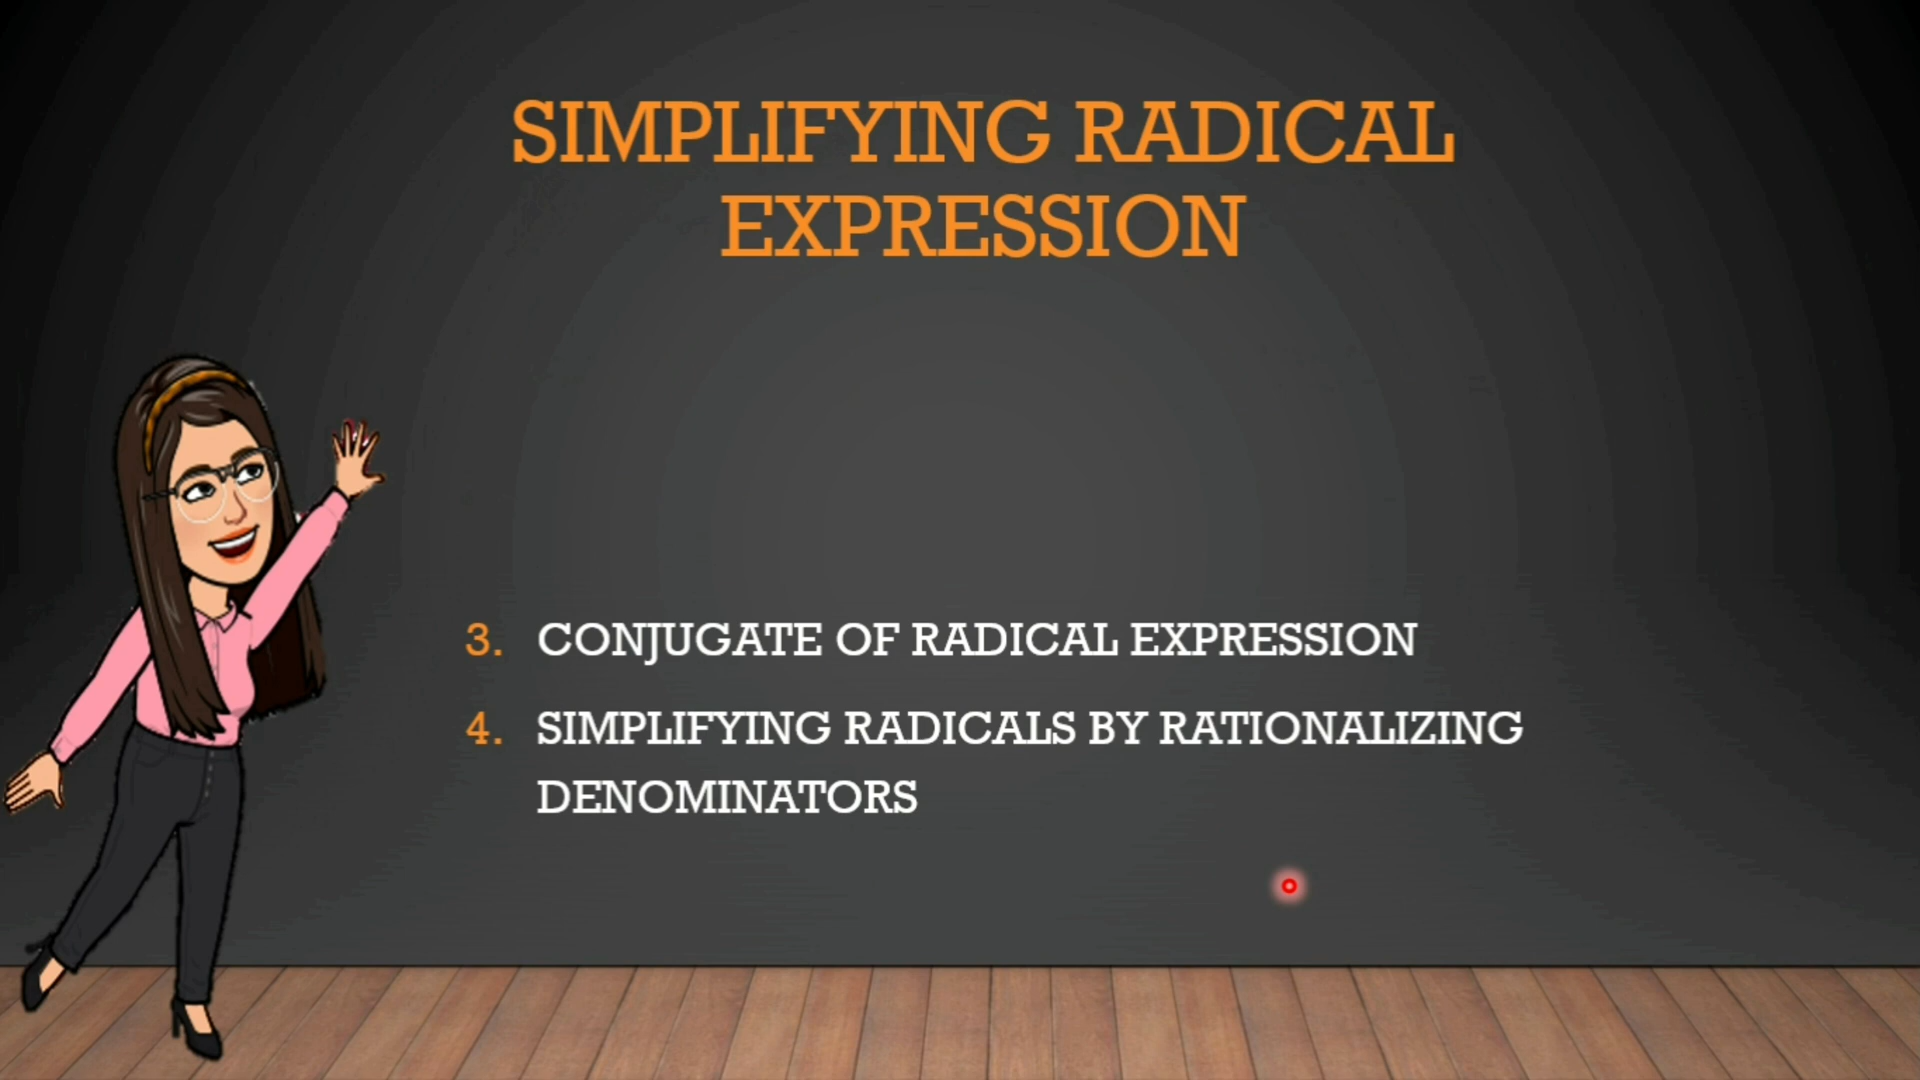 SIMPLIFYING RADICAL
EXPRESSION
3. CONJUGATE OF RADICAL EXPRESSION
4. SIMPLIFYING RADICALS BY RATIONALIZING
DENOMINATORS